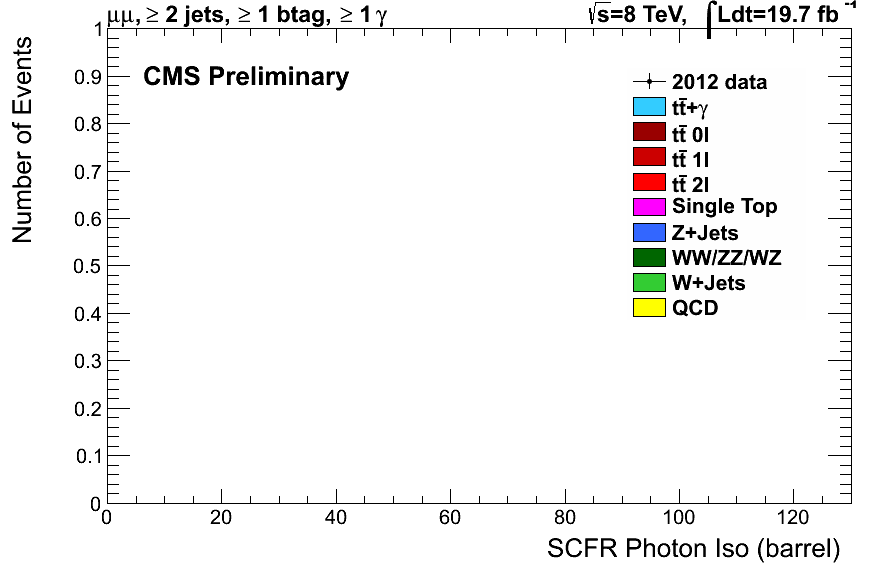 μμ, ≥ 2 jets, ≥ 1 btag, ≥ 1 γ
√s=8 TeV, ∫Ldt=19.7 fb⁻¹
CMS Preliminary
2012 data
tt̄+γ
tt̄ 0l
tt̄ 1l
tt̄ 2l
Single Top
Z+Jets
WW/ZZ/WZ
W+Jets
QCD
Number of Events
1
0.9
0.8
0.7
0.6
0.5
0.4
0.3
0.2
0.1
0
0 20 40 60 80 100 120
SCFR Photon Iso (barrel)